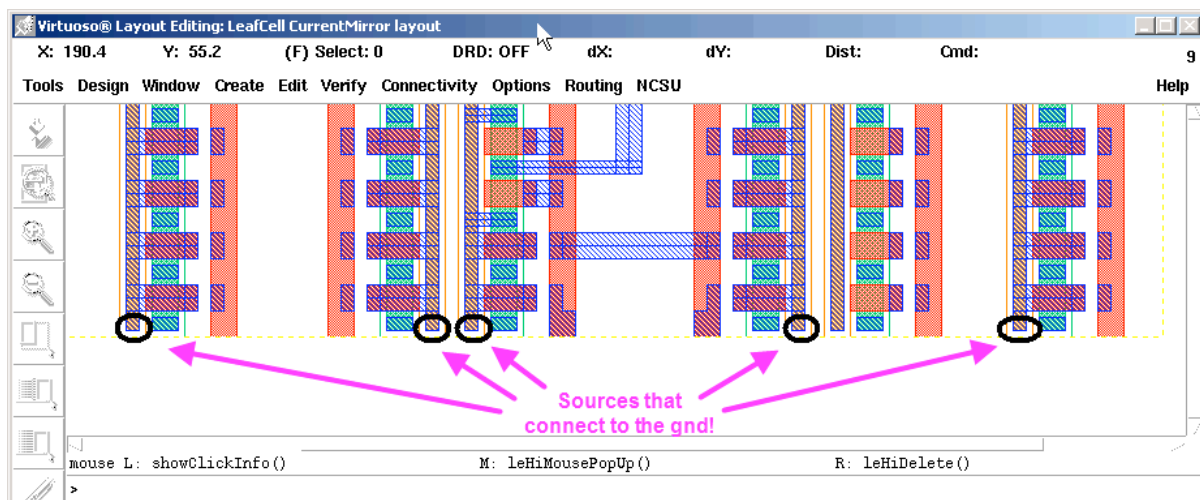 Virtuoso® Layout Editing: LeafCell CurrentMirror layout
X: 190.4 Y: 55.2 (F) Select: 0 DRD: OFF dX: dY: Dist: Cmd: 9
Tools Design Window Create Edit Verify Connectivity Options Routing NCSU Help
Sources that
connect to the gnd!
mouse L: showClickInfo() M: leHiMousePopUp() R: leHiDelete()
>